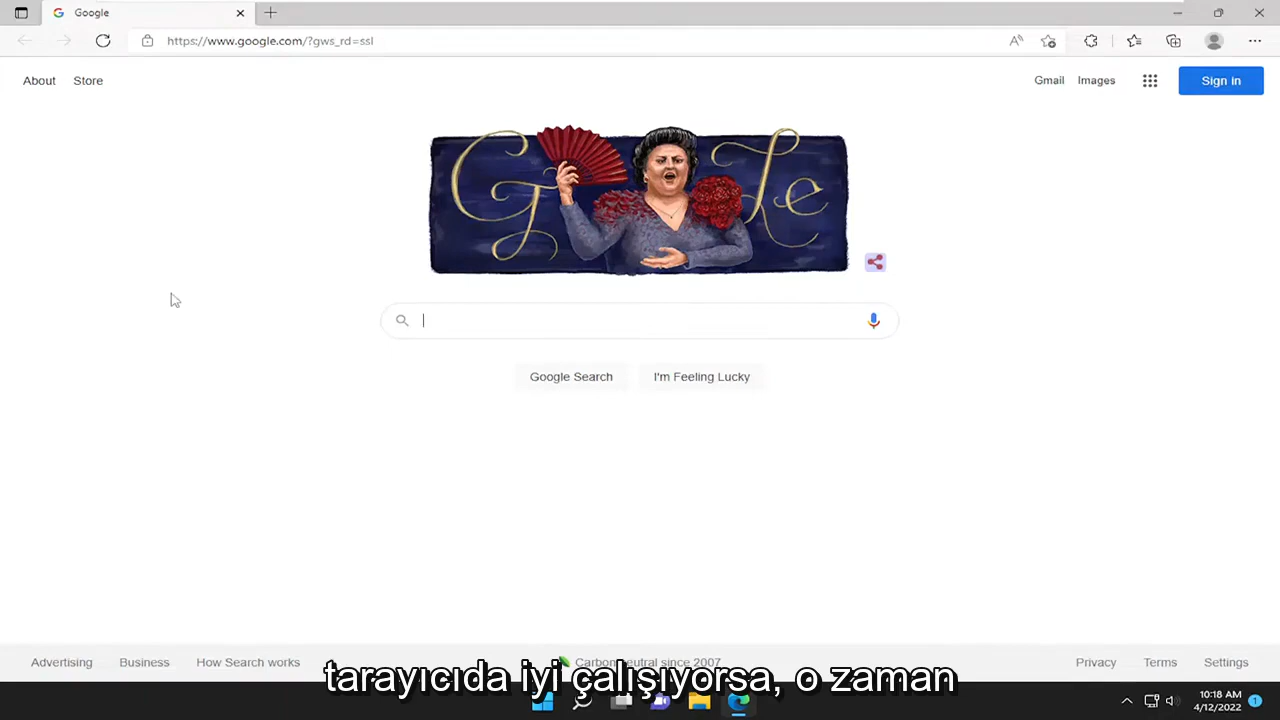 Google
https://www.google.com/?gws_rd=ssl
About Store
Gmail Images Sign in
G le
Google Search I'm Feeling Lucky
Advertising Business How Search works
Carbon neutral since 2007
Privacy Terms Settings
tarayıcıda iyi çalışıyorsa, o zaman
10:18 AM
4/12/2022
1